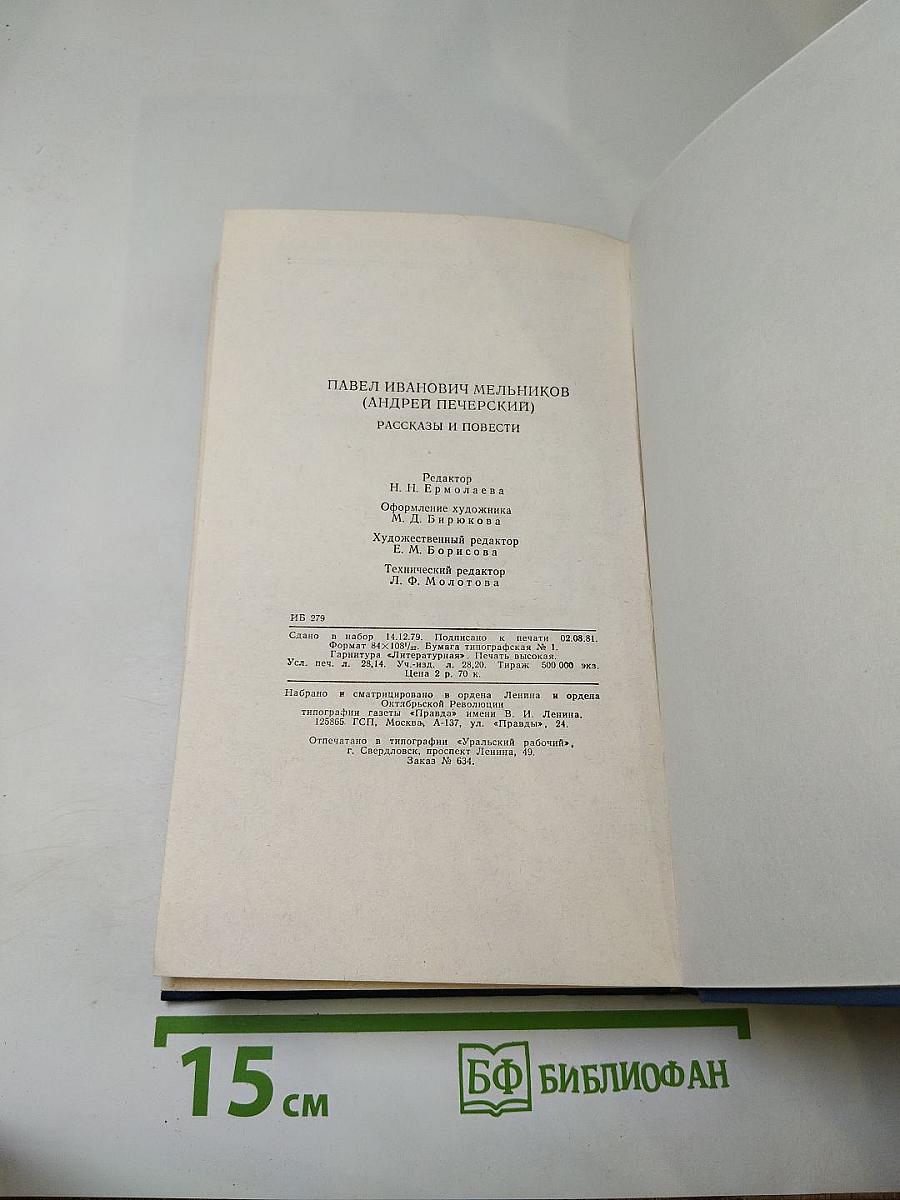 ПАВЕЛ ИВАНОВИЧ МЕЛЬНИКОВ
(АНДРЕЙ ПЕЧЕРСКИЙ)
РАССКАЗЫ И ПОВЕСТИ
Редактор
Н. Н. Ермолаева
Оформление художника
М. Д. Бирюкова
Художественный редактор
Е. М. Борисова
Технический редактор
Л. Ф. Молотова
ИБ 279
Сдано в набор 14.12.79. Подписано к печати 02.08.81.
Формат 84×108¹/₃₂. Бумага типографская № 1.
Гарнитура «Литературная». Печать высокая.
Усл. печ. л. 28,14. Уч.-изд. л. 28,20. Тираж 500 000 экз.
Цена 2 р. 70 к.
Набрано и сматрицировано в ордена Ленина и ордена
Октябрьской Революции
типографии газеты «Правда» имени В. И. Ленина.
125865 ГСП, Москва, А-137, ул. «Правды», 24.
Отпечатано в типографии «Уральский рабочий»,
г. Свердловск, проспект Ленина, 49.
Заказ № 634.
15 см
БФ БИБЛИОФАН